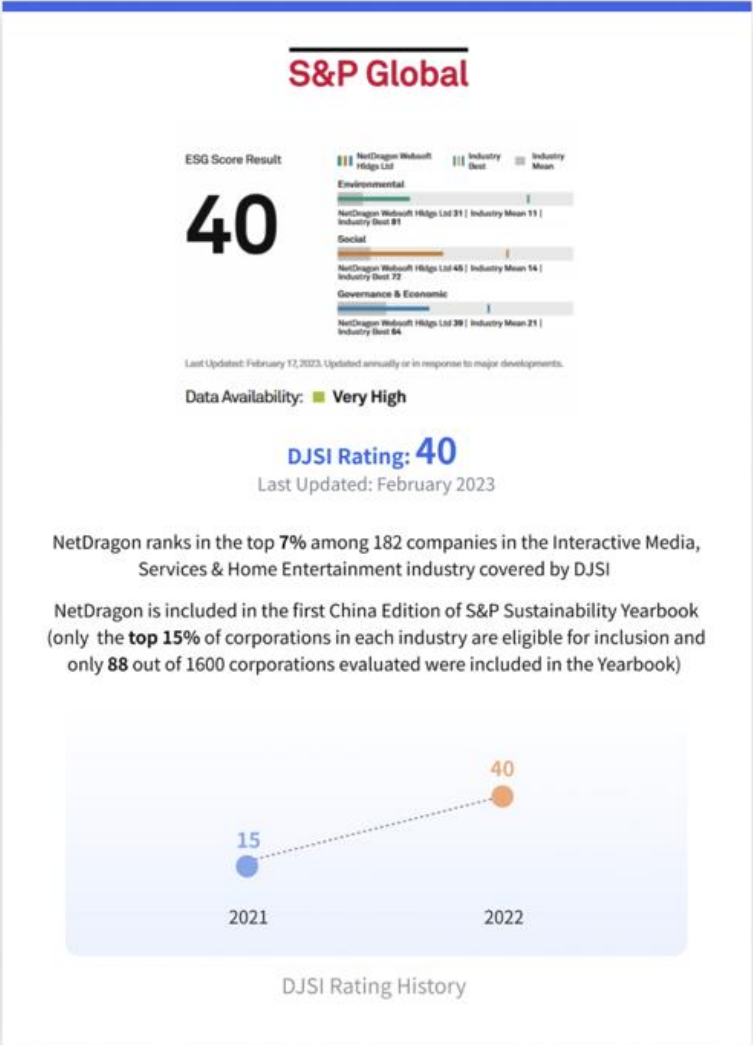 S&P Global
ESG Score Result
40
NetDragon Websoft
Hldgs Ltd
Industry
Best
Industry
Mean
Environmental
NetDragon Websoft Hldgs Ltd 31 | Industry Mean 11 |
Industry Best 81
Social
NetDragon Websoft Hldgs Ltd 45 | Industry Mean 14 |
Industry Best 72
Governance & Economic
NetDragon Websoft Hldgs Ltd 39 | Industry Mean 21 |
Industry Best 64
Last Updated: February 17, 2023. Updated annually or in response to major developments.
Data Availability: Very High
DJSI Rating: 40
Last Updated: February 2023
NetDragon ranks in the top 7% among 182 companies in the Interactive Media,
Services & Home Entertainment industry covered by DJSI
NetDragon is included in the first China Edition of S&P Sustainability Yearbook
(only the top 15% of corporations in each industry are eligible for inclusion and
only 88 out of 1600 corporations evaluated were included in the Yearbook)
40
15
2021
2022
DJSI Rating History